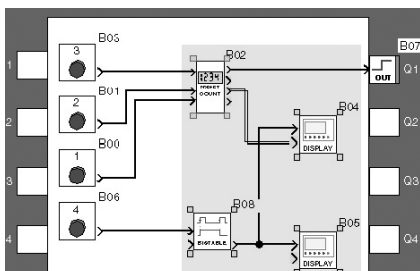 B03
B07
3
B02
1
Q1
1234
PRESET
COUNT
OUT
2
B01
B04
2
Q2
1
B00
DISPLAY
3
Q3
4
B06
B08
B05
4
BISTABLE
Q4
DISPLAY